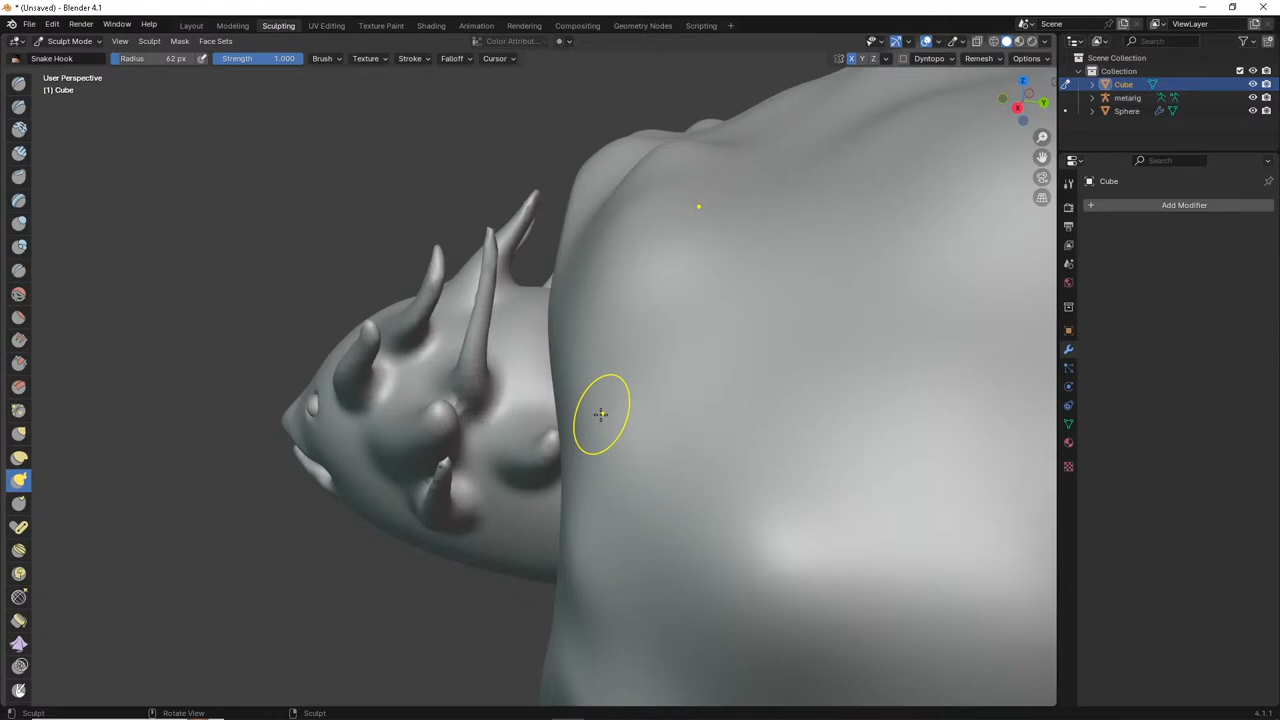 * (Unsaved) - Blender 4.1
File Edit Render Window Help Layout Modeling Sculpting UV Editing Texture Paint Shading Animation Rendering Compositing Geometry Nodes Scripting + Scene ViewLayer
Sculpt Mode View Sculpt Mask Face Sets Color Attribut... Options Search
Snake Hook Radius 62 px Strength 1.000 Brush Texture Stroke Falloff Cursor X Y Z Dyntopo Remesh Options
Scene Collection
Collection
Cube
metarig
Sphere
User Perspective
(1) Cube
Z
Y
X
Search
Cube
+ Add Modifier
Sculpt Rotate View Sculpt 4.1.1